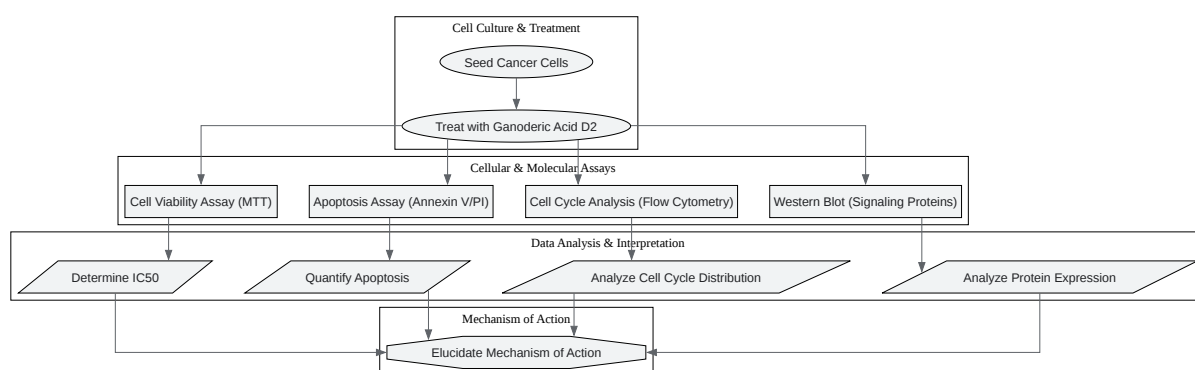 Cell Culture & Treatment
Seed Cancer Cells
Treat with Ganoderic Acid D2
Cellular & Molecular Assays
Cell Viability Assay (MTT)
Apoptosis Assay (Annexin V/PI)
Cell Cycle Analysis (Flow Cytometry)
Western Blot (Signaling Proteins)
Data Analysis & Interpretation
Determine IC50
Quantify Apoptosis
Analyze Cell Cycle Distribution
Analyze Protein Expression
Mechanism of Action
Elucidate Mechanism of Action